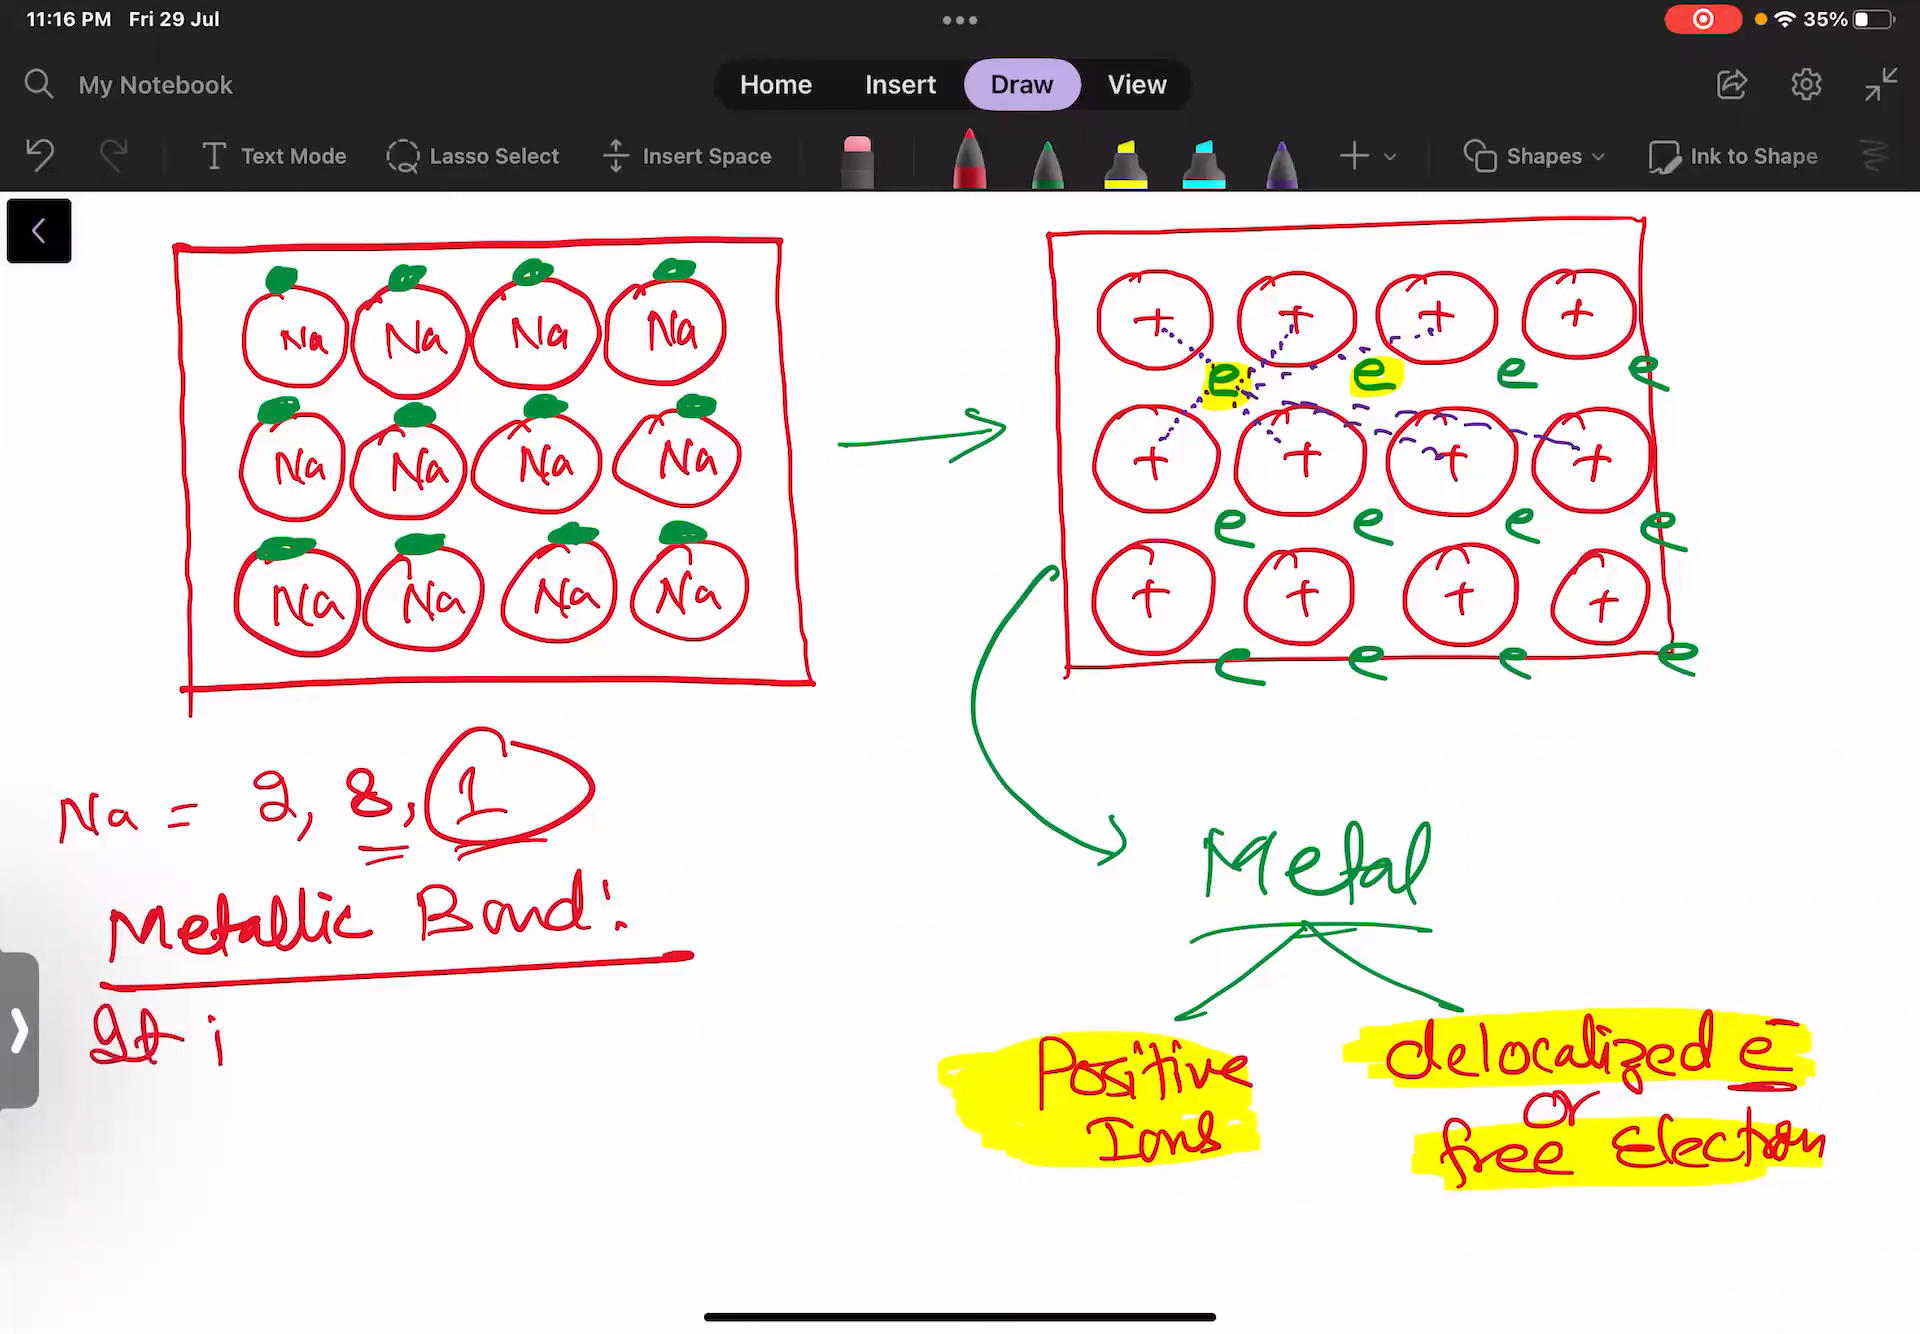 11:16 PM Fri 29 Jul
35%
My Notebook
Home Insert Draw View
Text Mode Lasso Select Insert Space Shapes Ink to Shape
Na Na Na Na
Na Na Na Na
Na Na Na Na
+ + + +
e e e e
+ + + +
e e e e
+ + + +
e e e e
Na = 2, 8, 1
Metallic Bond:
It i
Metal
Positive
Ions
delocalized e̅
or
free Electron